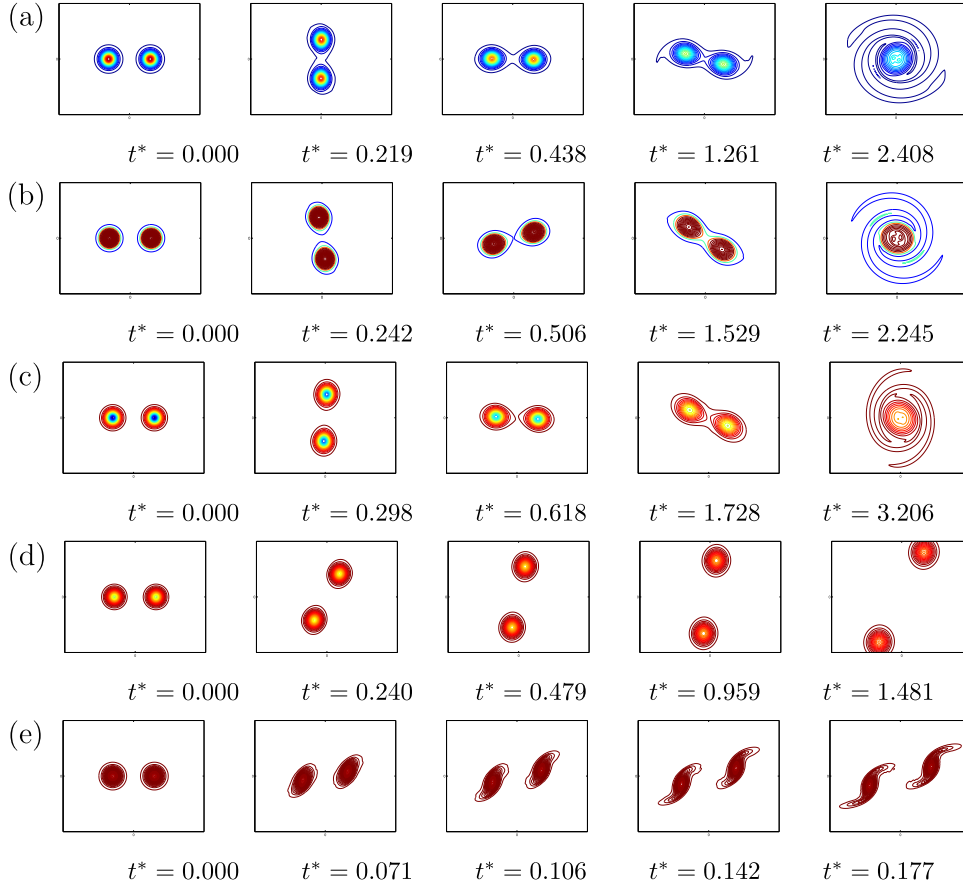 (a)
t* = 0.000 t* = 0.219 t* = 0.438 t* = 1.261 t* = 2.408
(b)
t* = 0.000 t* = 0.242 t* = 0.506 t* = 1.529 t* = 2.245
(c)
t* = 0.000 t* = 0.298 t* = 0.618 t* = 1.728 t* = 3.206
(d)
t* = 0.000 t* = 0.240 t* = 0.479 t* = 0.959 t* = 1.481
(e)
t* = 0.000 t* = 0.071 t* = 0.106 t* = 0.142 t* = 0.177